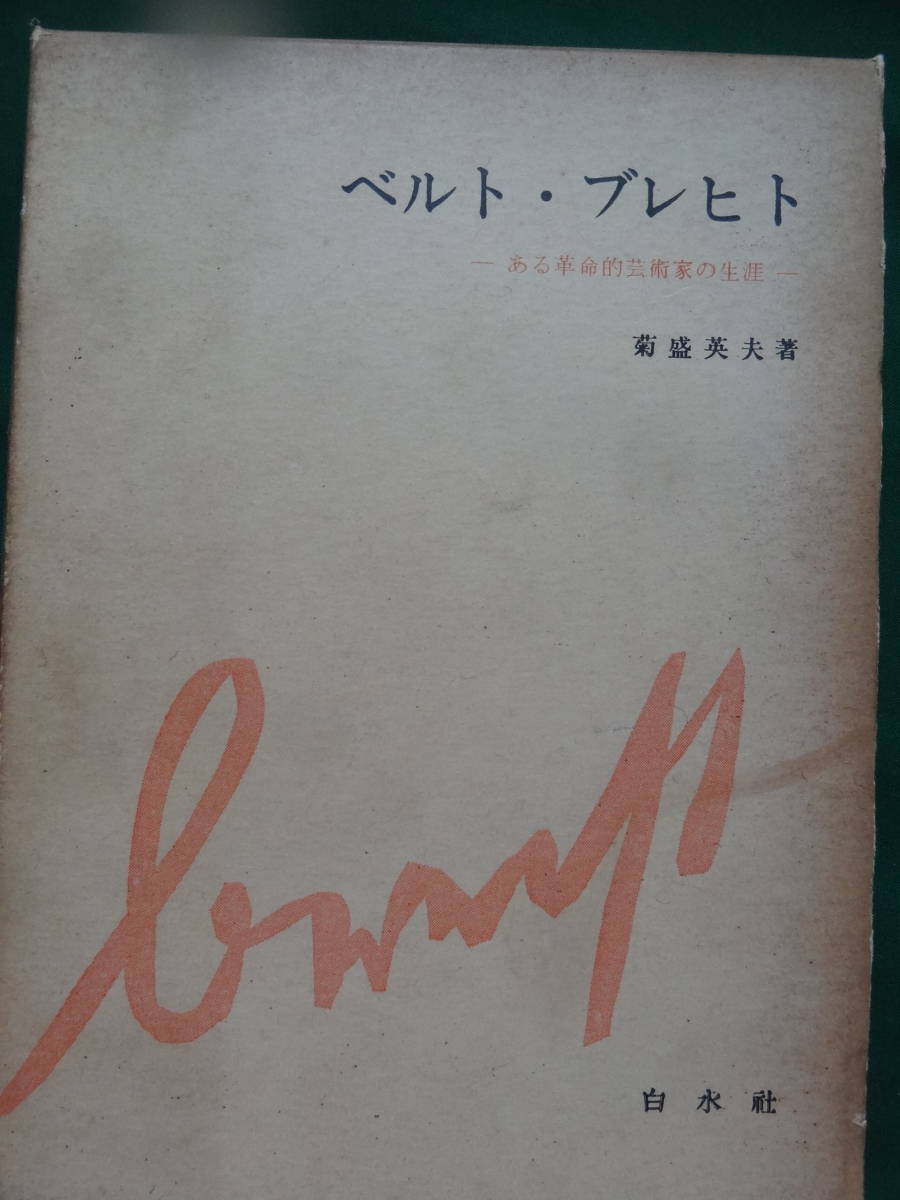 ベルト・ブレヒト
— ある革命的芸術家の生涯 —
菊盛英夫著
白水社